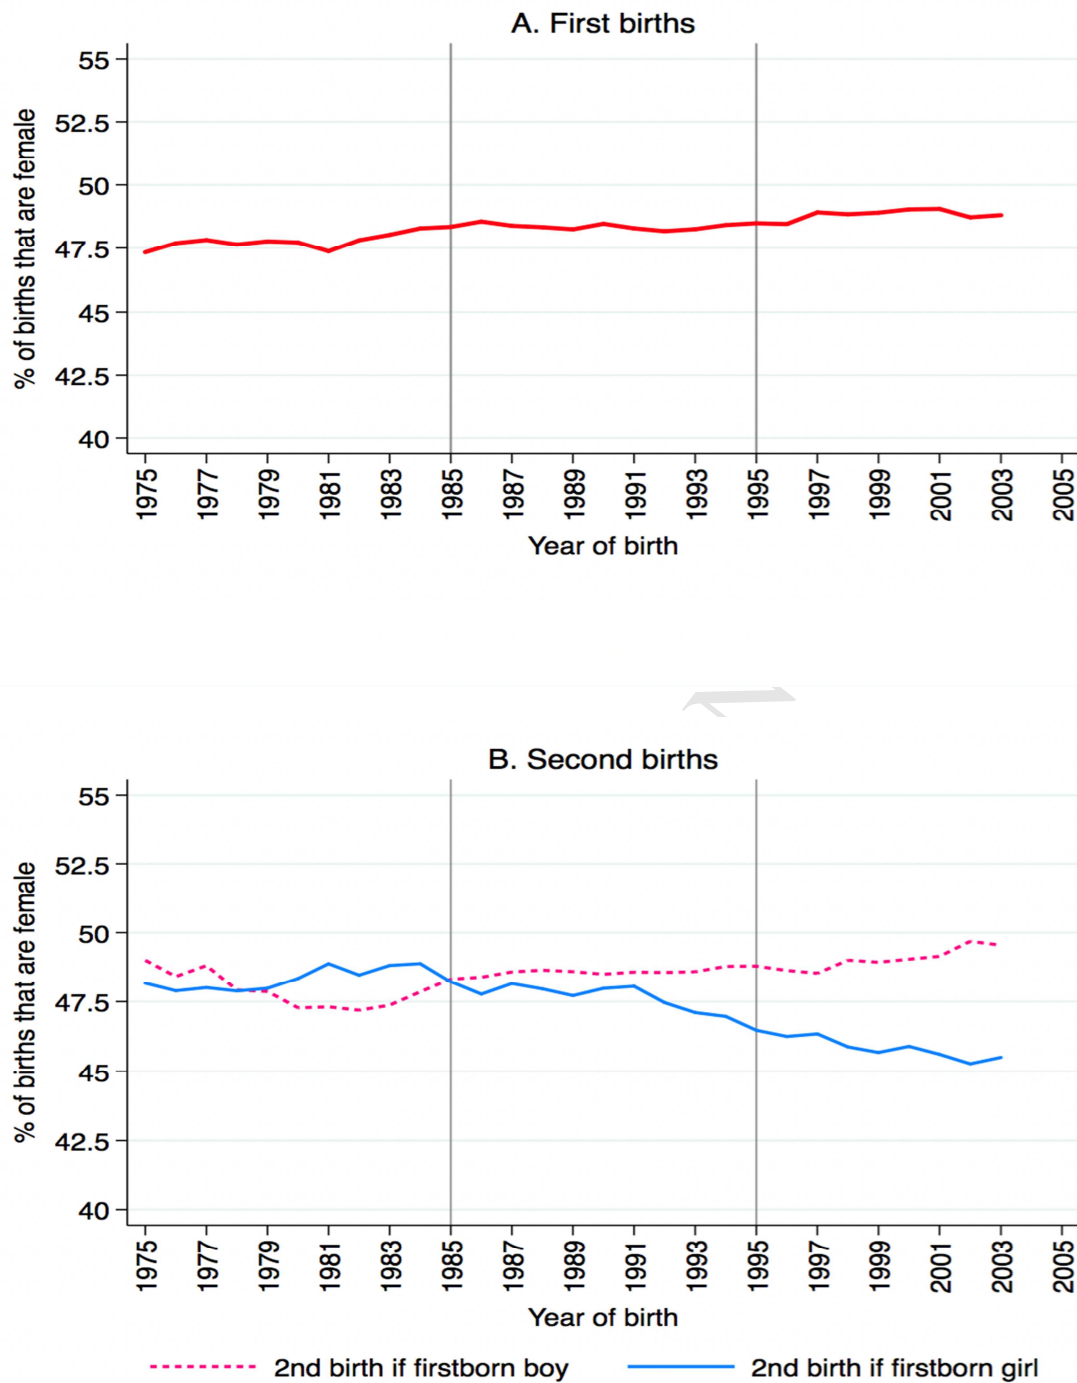 A. First births
% of births that are female
55
52.5
50
47.5
45
42.5
40
1975 1977 1979 1981 1983 1985 1987 1989 1991 1993 1995 1997 1999 2001 2003 2005
Year of birth
B. Second births
% of births that are female
55
52.5
50
47.5
45
42.5
40
1975 1977 1979 1981 1983 1985 1987 1989 1991 1993 1995 1997 1999 2001 2003 2005
Year of birth
2nd birth if firstborn boy 2nd birth if firstborn girl